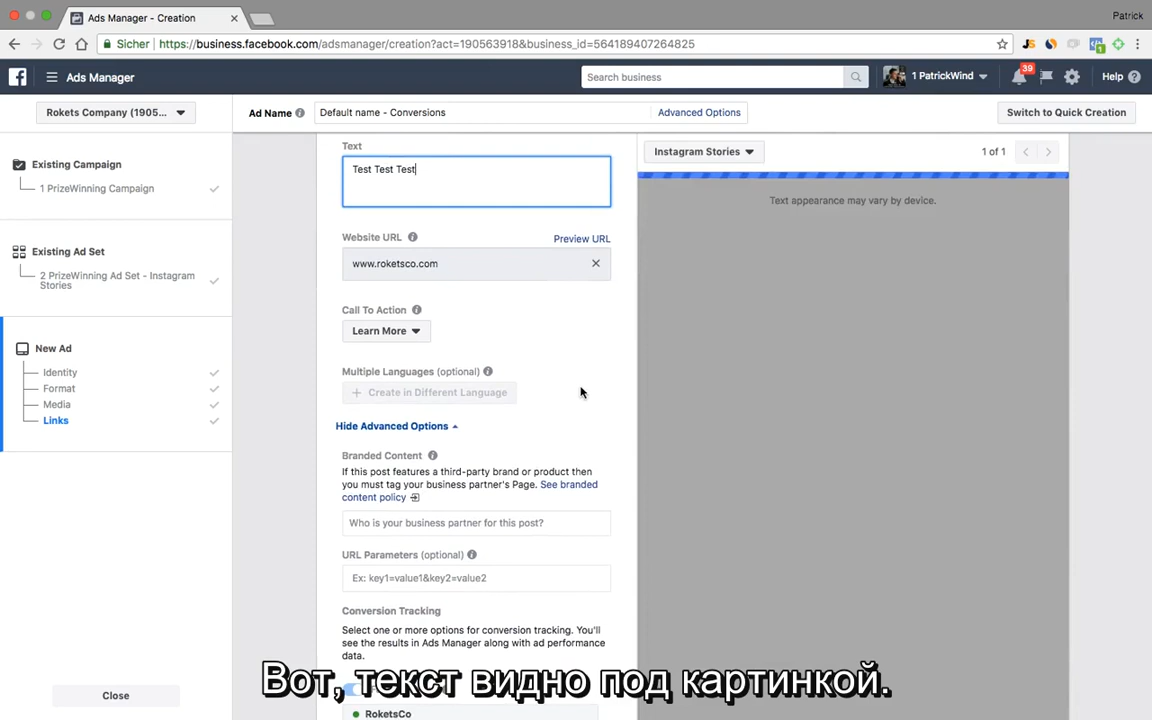 Ads Manager - Creation
Patrick
Sicher
https://business.facebook.com/adsmanager/creation?act=190563918&business_id=564189407264825
JS
1
Ads Manager
Search business
1 PatrickWind
39
Help
Rokets Company (1905...
Ad Name
Default name - Conversions
Advanced Options
Switch to Quick Creation
Existing Campaign
1 PrizeWinning Campaign
Existing Ad Set
2 PrizeWinning Ad Set - Instagram
Stories
New Ad
Identity
Format
Media
Links
Close
Text
Test Test Test
Website URL
Preview URL
www.roketsco.com
Call To Action
Learn More
Multiple Languages (optional)
+ Create in Different Language
Hide Advanced Options
Branded Content
If this post features a third-party brand or product then
you must tag your business partner's Page. See branded
content policy
Who is your business partner for this post?
URL Parameters (optional)
Ex: key1=value1&key2=value2
Conversion Tracking
Select one or more options for conversion tracking. You'll
see the results in Ads Manager along with ad performance
data.
RoketsCo
Instagram Stories
1 of 1
Text appearance may vary by device.
Вот, текст видно под картинкой.